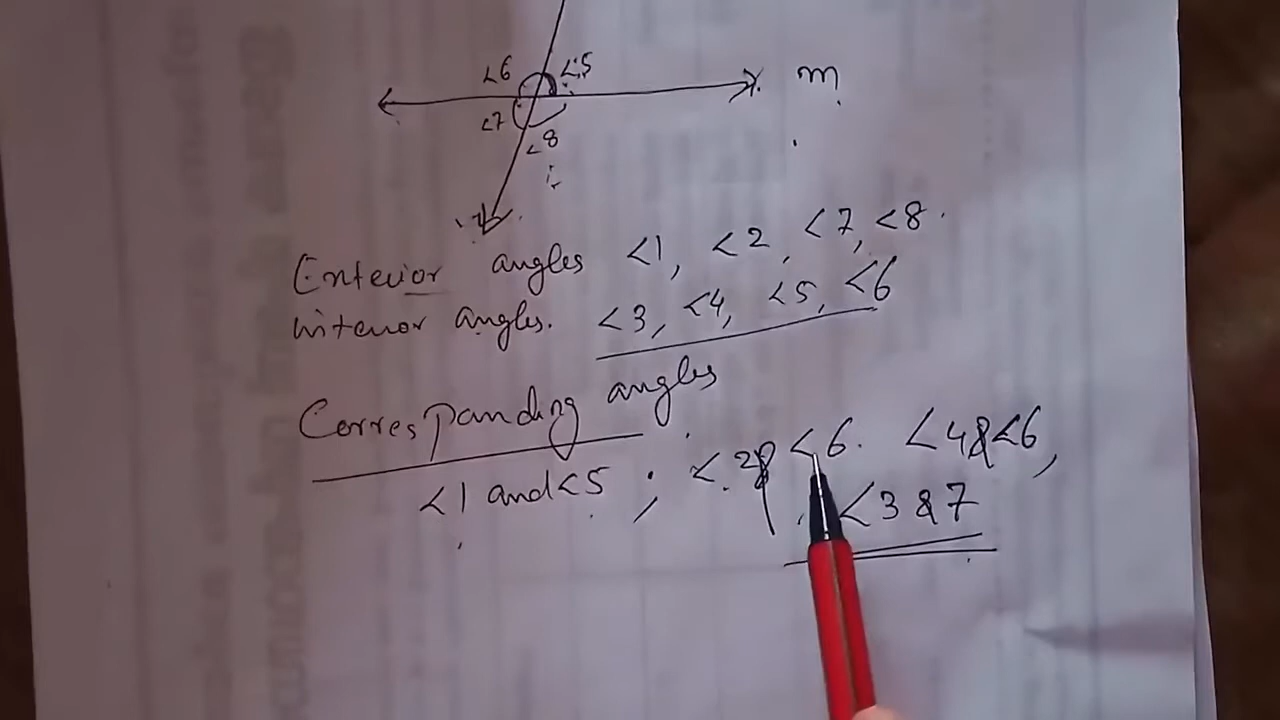 <6 <5
m
<7
<8
Enterior angles <1, <2, <7, <8.
interior angles. <3, <4, <5, <6
Corresponding angles
<1 and <5 ; <2 & <6. <4 & <6,
<3 & 7